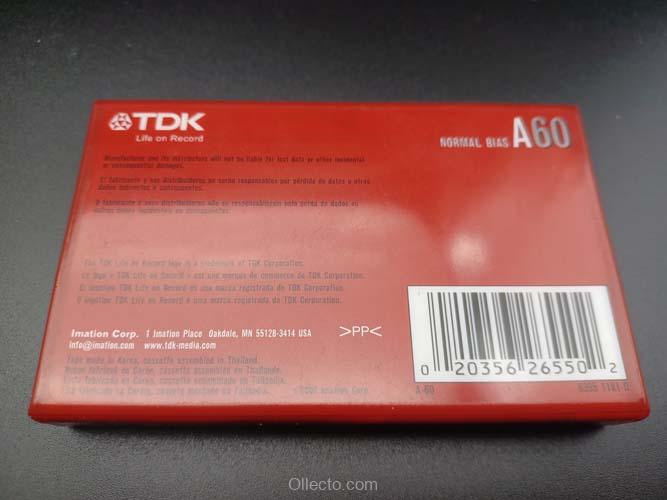 TDK
Life on Record
NORMAL BIAS A60
Manufacturer and its distributors will not be liable for lost data or other incidental
or consequential damages.
El fabricante y sus distribuidores no serán responsables por pérdida de datos u otros
daños indirectos o consecuentes.
O fabricante e seus distribuidores não se responsabilizam pela perda de dados ou
outros danos incidentais ou consequentes.
The TDK Life on Record logo is a trademark of TDK Corporation.
Le logo « TDK Life on Record » est une marque de commerce de TDK Corporation.
El logotipo TDK Life on Record es una marca registrada de TDK Corporation.
O logotipo TDK Life on Record é uma marca registrada da TDK Corporation.
Imation Corp. 1 Imation Place Oakdale, MN 55128-3414 USA
info@imation.com www.tdk-media.com
>PP<
Tape made in Korea, cassette assembled in Thailand.
Ruban fabriqué en Corée, cassette assemblée en Thaïlande.
Cinta fabricada en Corea, cassette ensamblado en Tailandia.
Fita fabricada na Coréia, cassete montado na Tailândia.
Imation Corp.
0 20356 26550 2
A-60
Ollecto.com